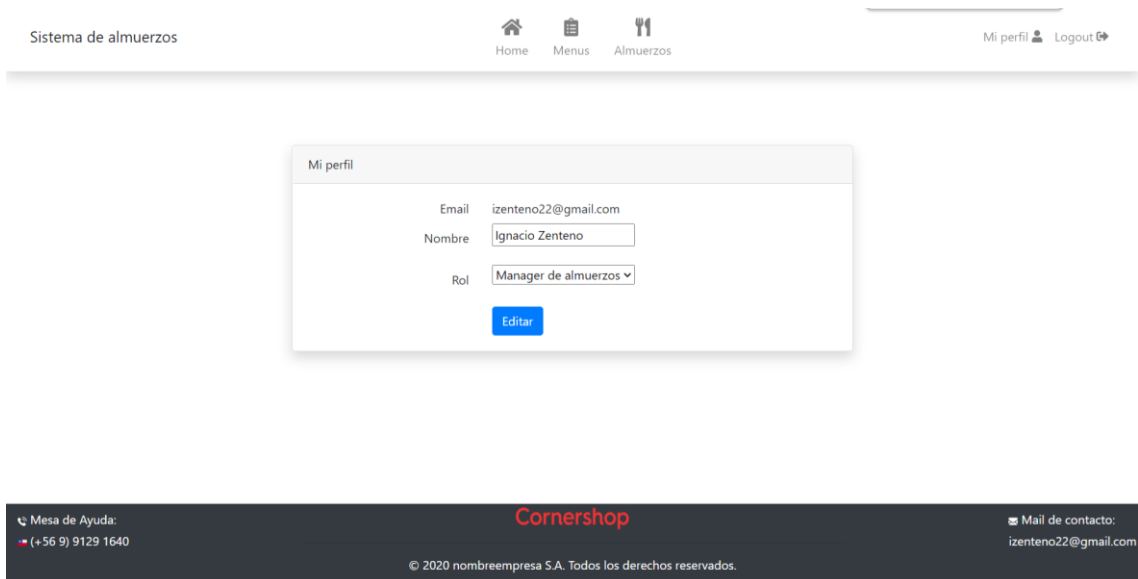 Sistema de almuerzos
Home Menus Almuerzos
Mi perfil Logout
Mi perfil
Email izenteno22@gmail.com
Nombre Ignacio Zenteno
Rol Manager de almuerzos
Editar
Mesa de Ayuda:
(+56 9) 9129 1640
Cornershop
Mail de contacto:
izenteno22@gmail.com
© 2020 nombreempresa S.A. Todos los derechos reservados.